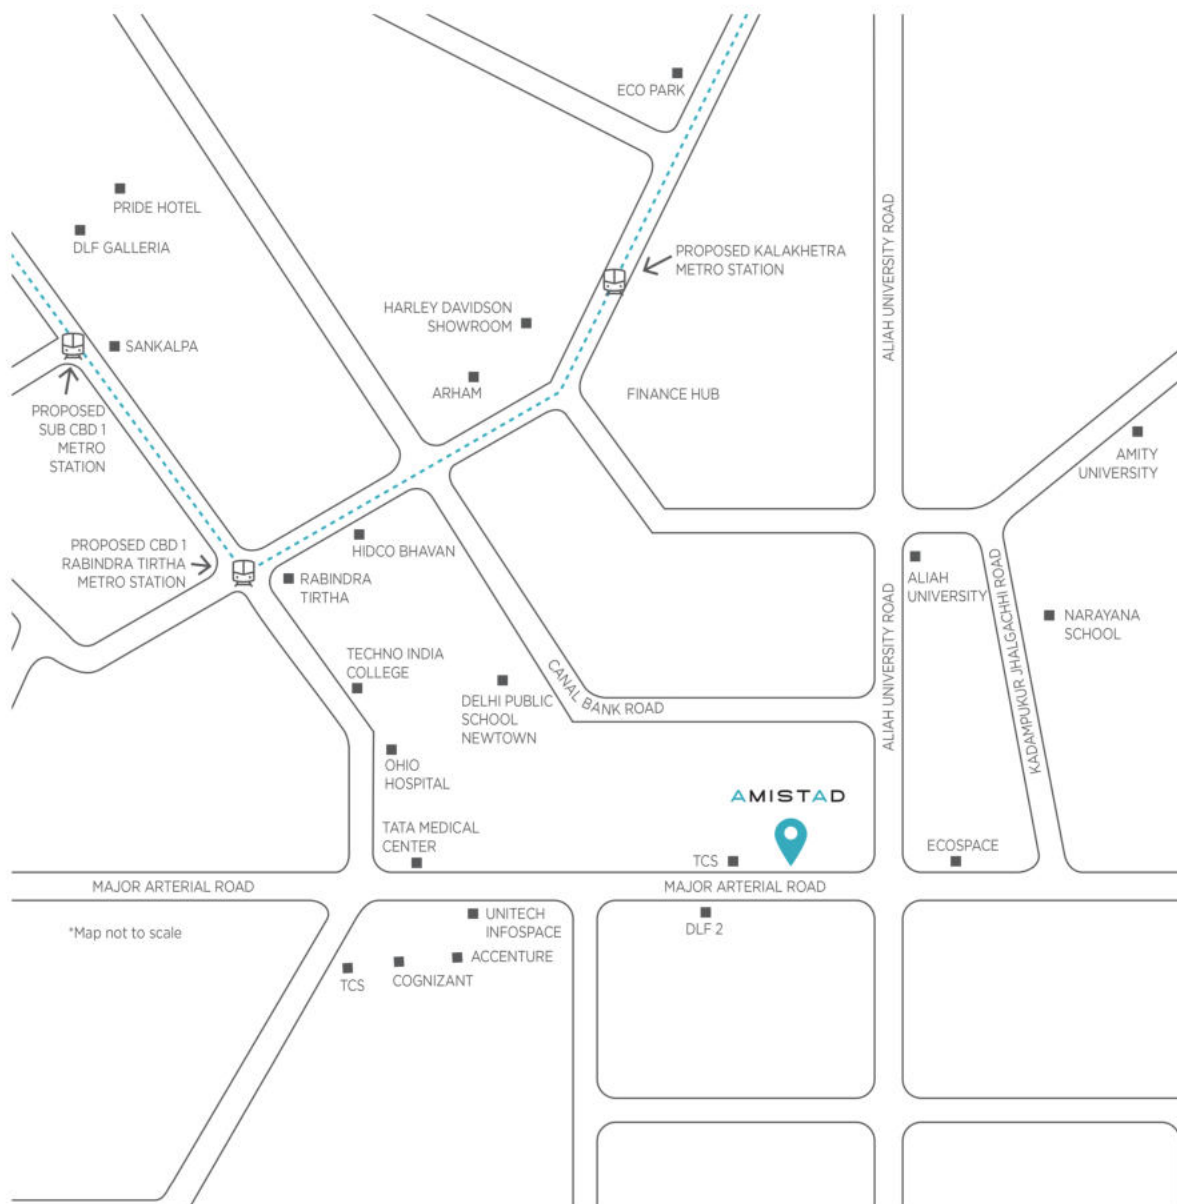 ECO PARK
PRIDE HOTEL
DLF GALLERIA
PROPOSED KALAKHETRA
METRO STATION
ALIAH UNIVERSITY ROAD
HARLEY DAVIDSON
SHOWROOM
SANKALPA
ARHAM
FINANCE HUB
PROPOSED
SUB CBD 1
METRO
STATION
AMITY
UNIVERSITY
PROPOSED CBD 1
RABINDRA TIRTHA
METRO STATION
HIDCO BHAVAN
RABINDRA
TIRTHA
ALIAH
UNIVERSITY
ALIAH UNIVERSITY ROAD
KADAMPUKUR JHALGACHHI ROAD
NARAYANA
SCHOOL
TECHNO INDIA
COLLEGE
DELHI PUBLIC
SCHOOL
NEWTOWN
CANAL BANK ROAD
OHIO
HOSPITAL
AMISTAD
TATA MEDICAL
CENTER
TCS
ECOSPACE
MAJOR ARTERIAL ROAD
MAJOR ARTERIAL ROAD
*Map not to scale
UNITECH
INFOSPACE
DLF 2
ACCENTURE
COGNIZANT
TCS